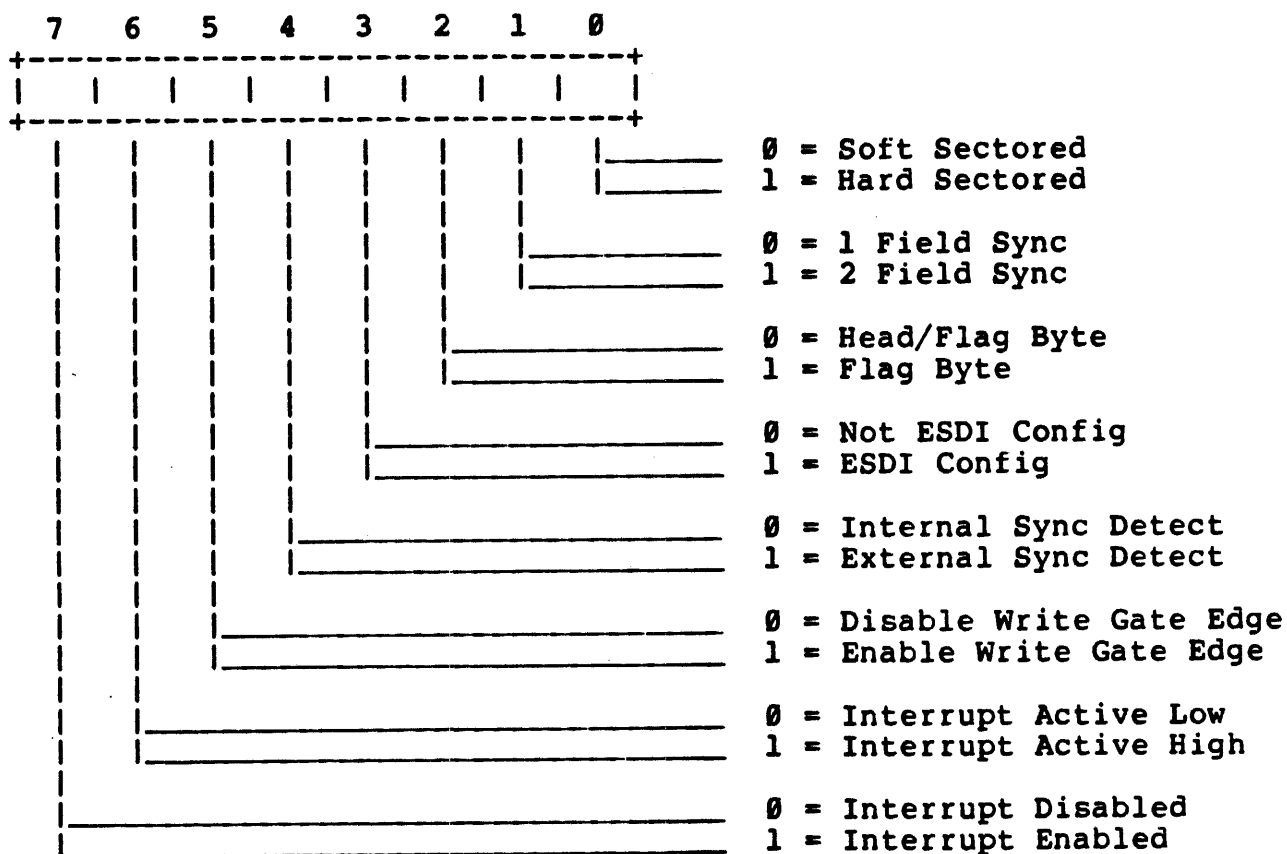 7 6 5 4 3 2 1 0
0 = Soft Sectored
1 = Hard Sectored
0 = 1 Field Sync
1 = 2 Field Sync
0 = Head/Flag Byte
1 = Flag Byte
0 = Not ESDI Config
1 = ESDI Config
0 = Internal Sync Detect
1 = External Sync Detect
0 = Disable Write Gate Edge
1 = Enable Write Gate Edge
0 = Interrupt Active Low
1 = Interrupt Active High
0 = Interrupt Disabled
1 = Interrupt Enabled